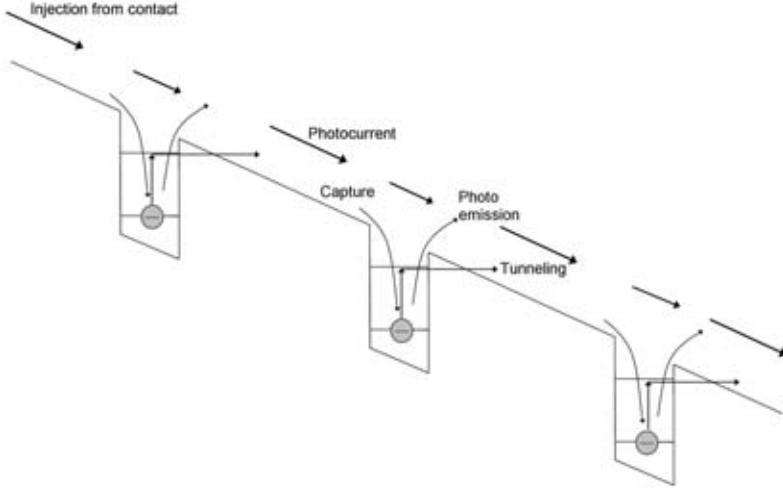 Injection from contact
Photocurrent
Capture
Photo
emission
Tunneling